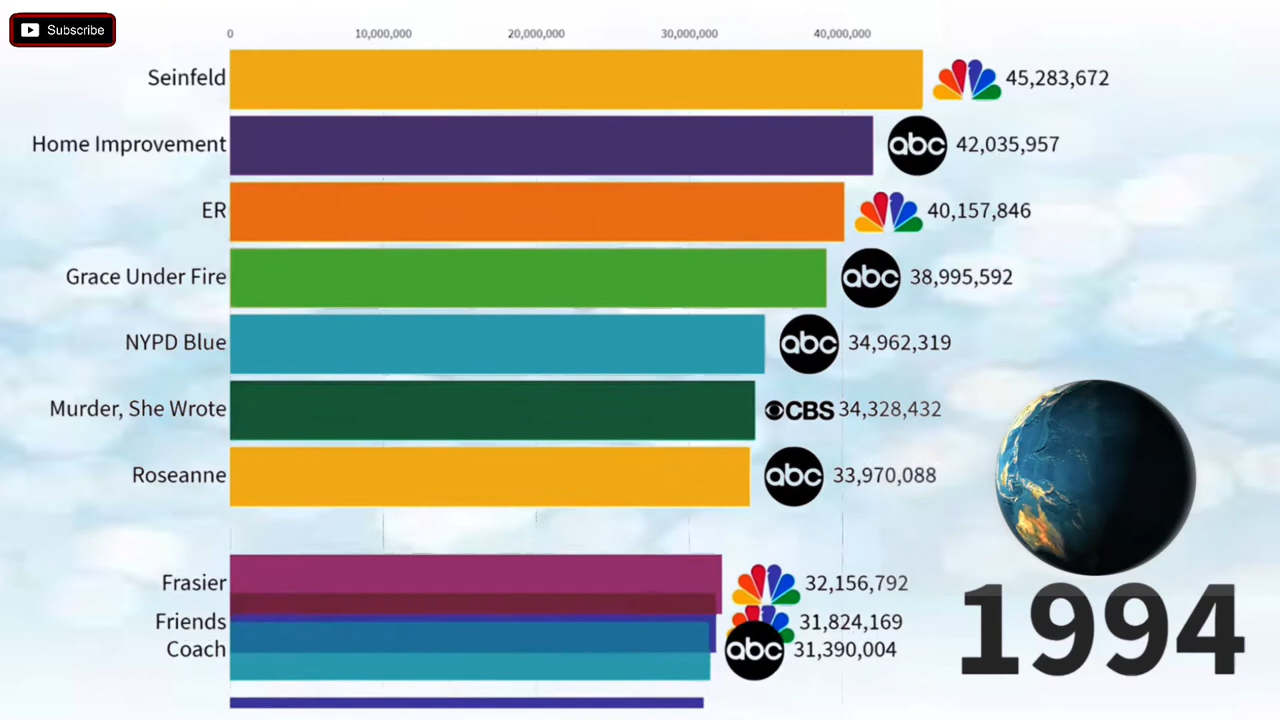 Subscribe
0 10,000,000 20,000,000 30,000,000 40,000,000
Seinfeld 45,283,672
Home Improvement abc 42,035,957
ER 40,157,846
Grace Under Fire abc 38,995,592
NYPD Blue abc 34,962,319
Murder, She Wrote CBS 34,328,432
Roseanne abc 33,970,088
Frasier 32,156,792
Friends 31,824,169
Coach abc 31,390,004
1994